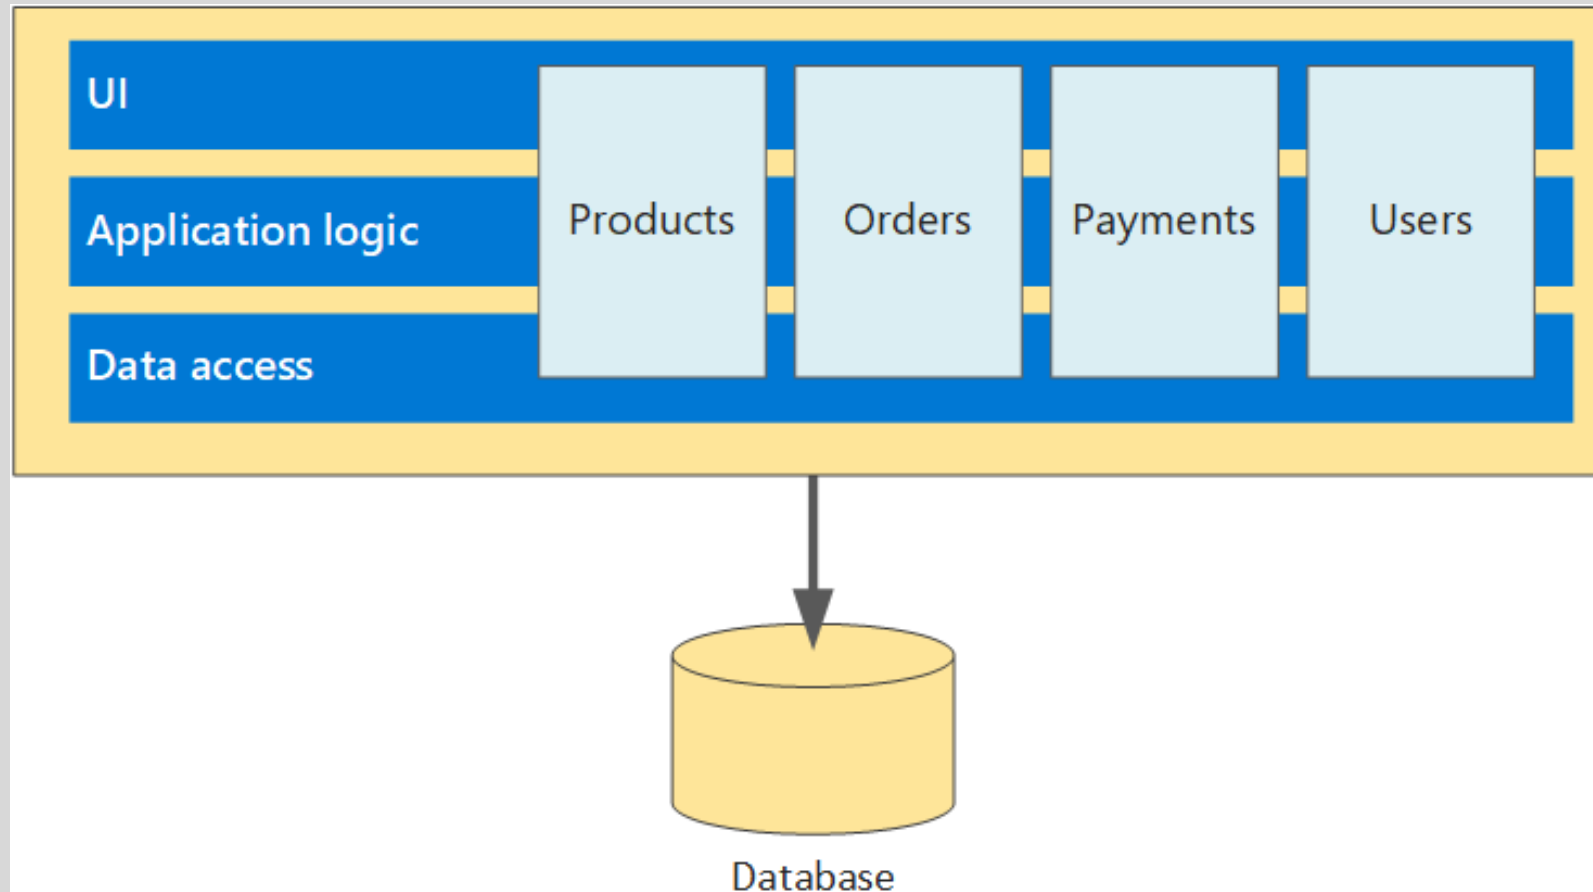 UI
Application logic
Data access
Products
Orders
Payments
Users
Database